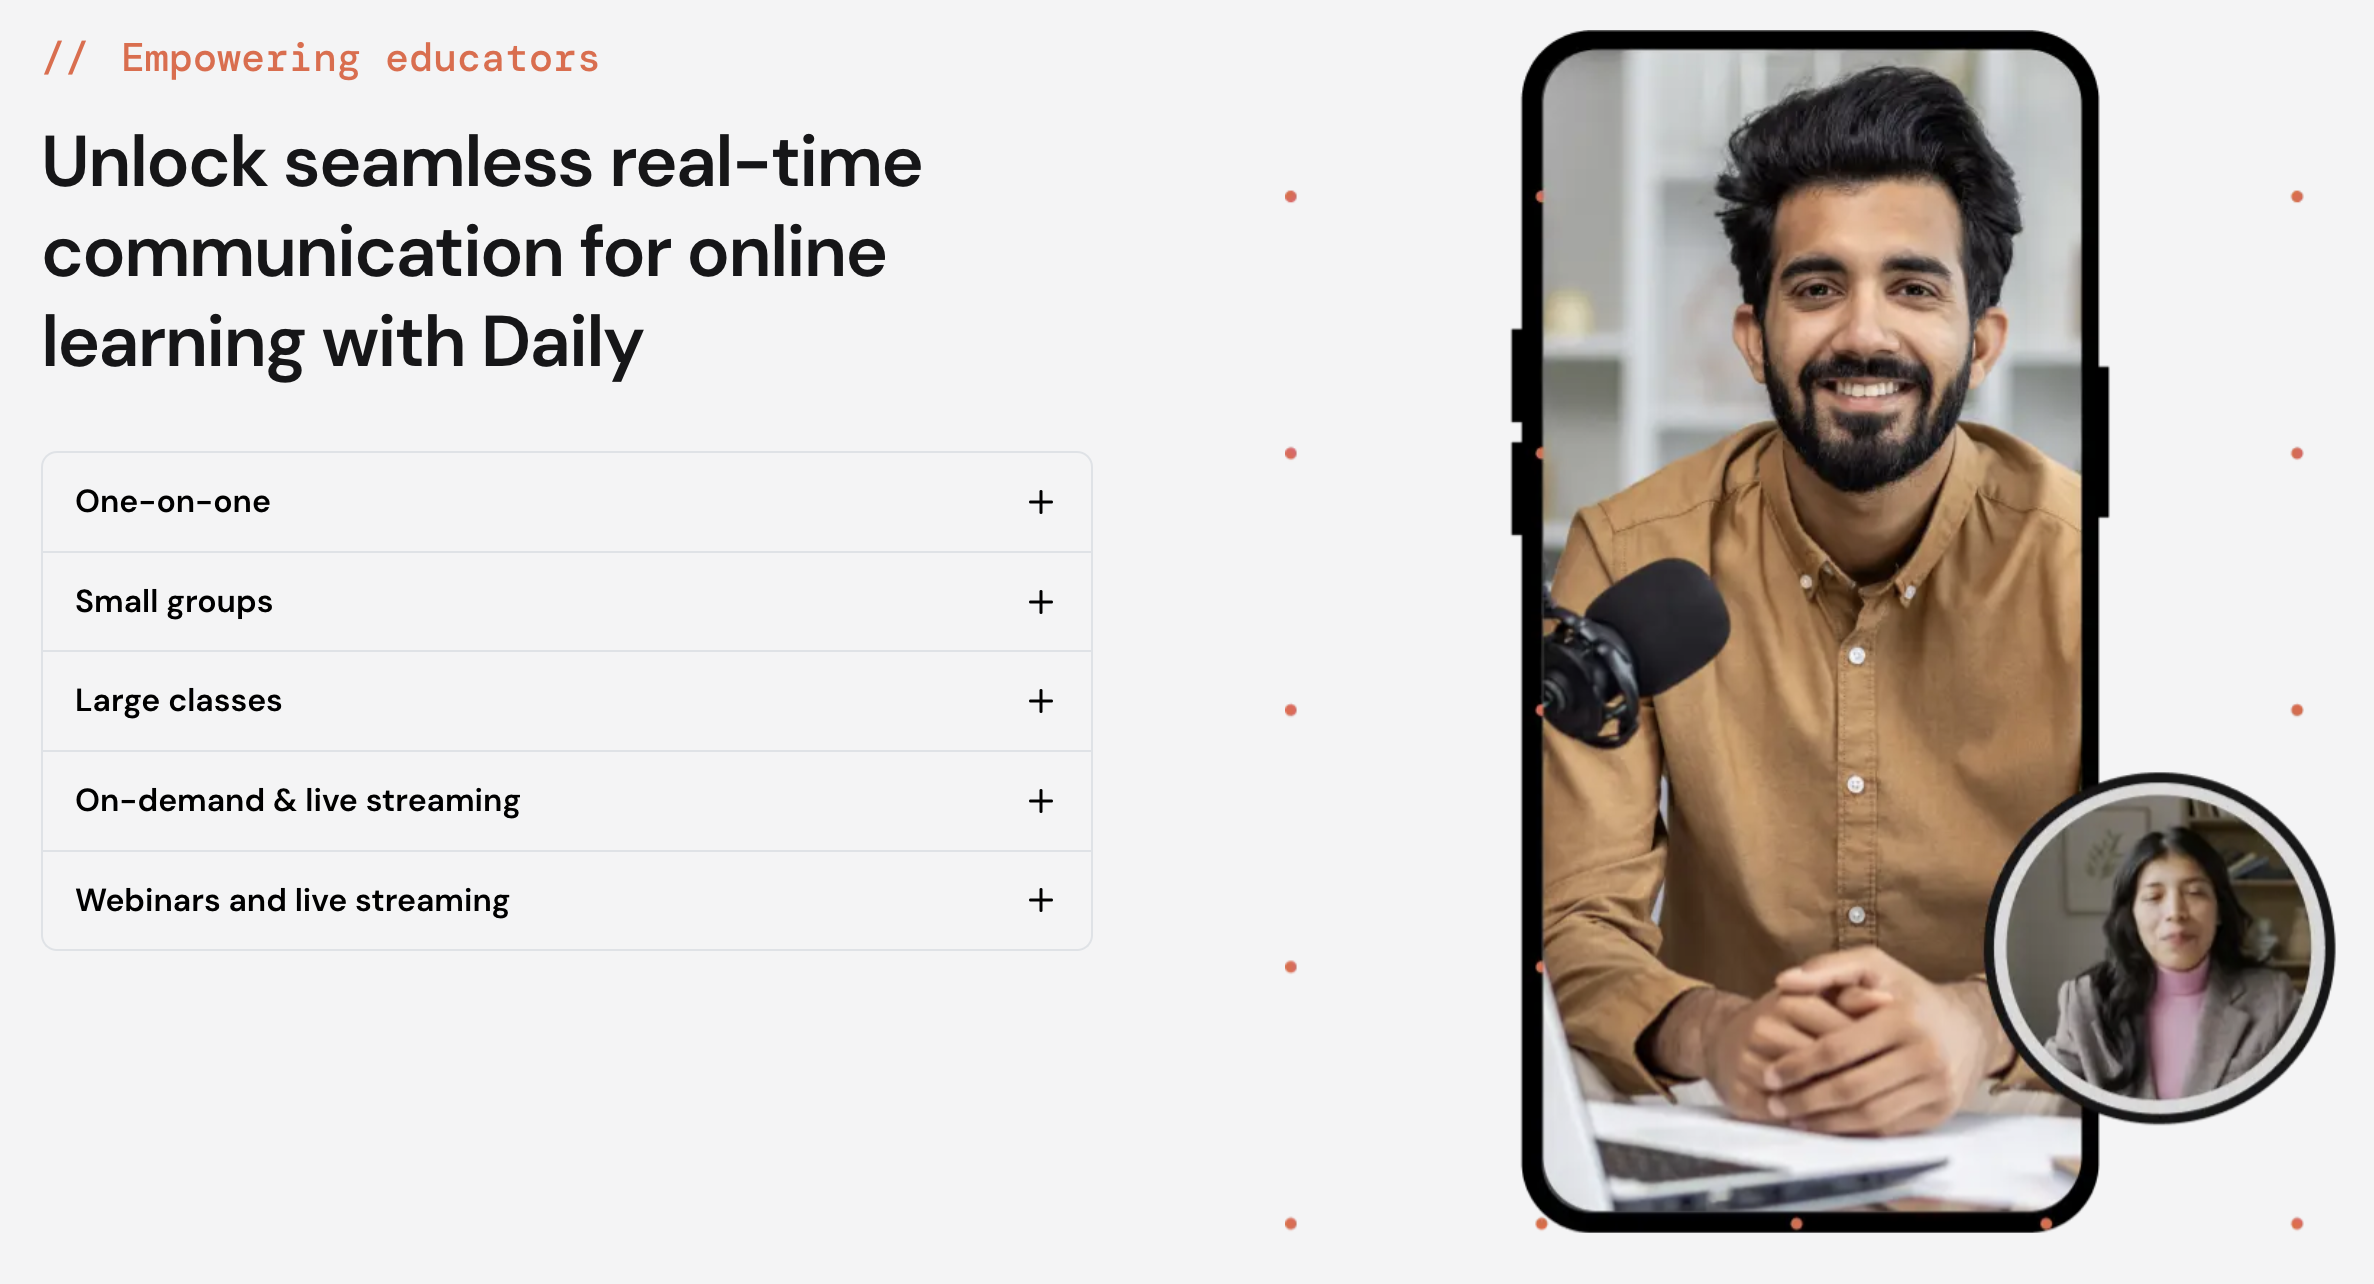 // Empowering educators
Unlock seamless real-time
communication for online
learning with Daily
One-on-one
Small groups
Large classes
On-demand & live streaming
Webinars and live streaming